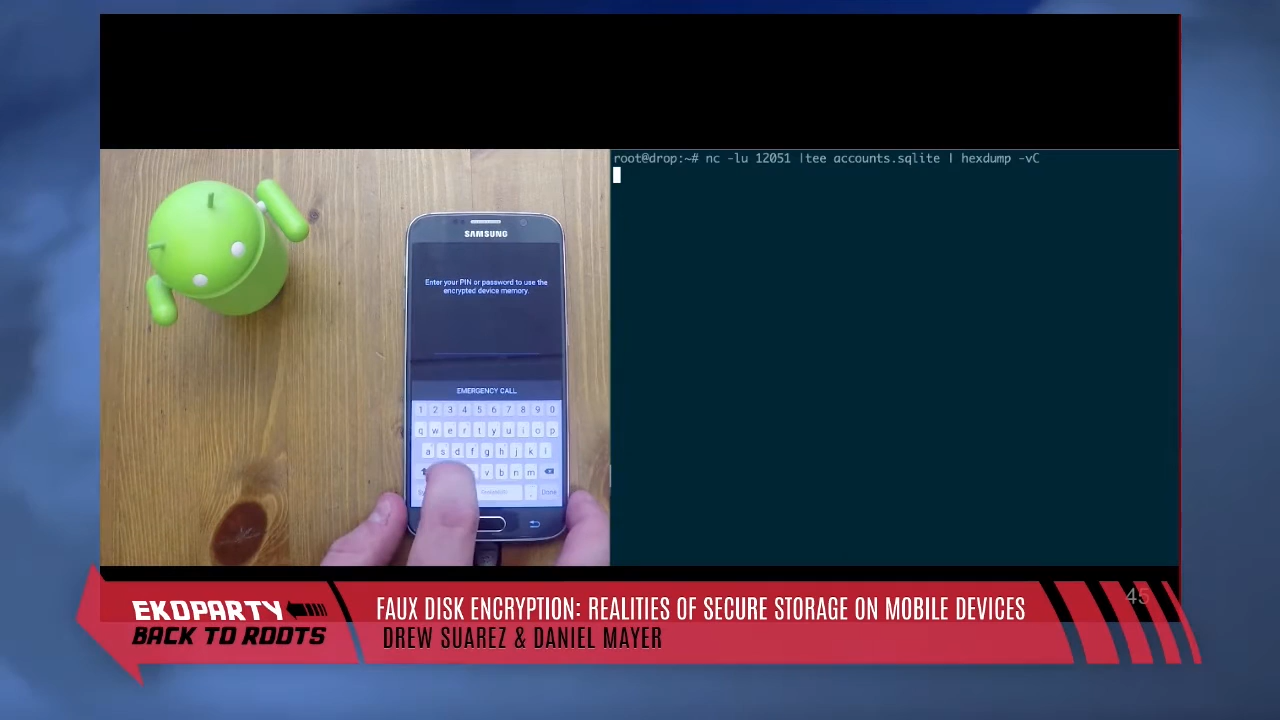 root@drop:~# nc -lu 12051 |tee accounts.sqlite | hexdump -vC
SAMSUNG
Enter your PIN or password to use the
encrypted device memory.
EMERGENCY CALL
1 2 3 4 5 6 7 8 9 0
q w e r t y u i o p
a s d f g h j k l
v b n m
Done
45
EKOPARTY
BACK TO ROOTS
FAUX DISK ENCRYPTION: REALITIES OF SECURE STORAGE ON MOBILE DEVICES
DREW SUAREZ & DANIEL MAYER